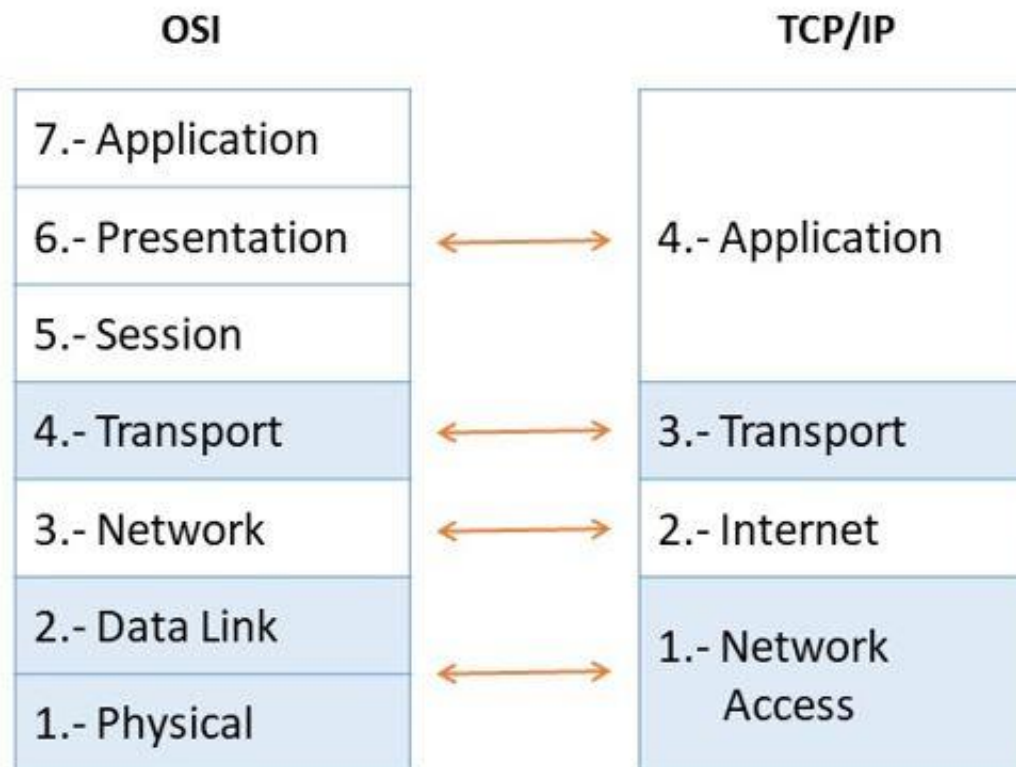 OSI
7.- Application
6.- Presentation
5.- Session
4.- Transport
3.- Network
2.- Data Link
1.- Physical
TCP/IP
4.- Application
3.- Transport
2.- Internet
1.- Network
Access